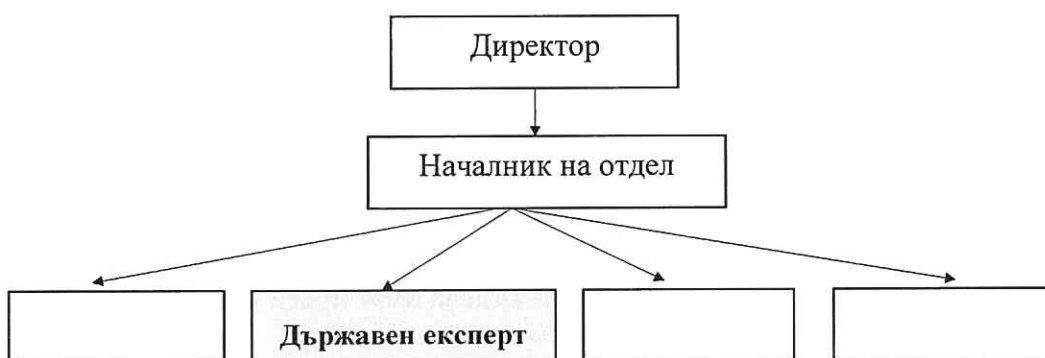 Директор
Началник на отдел
Държавен експерт